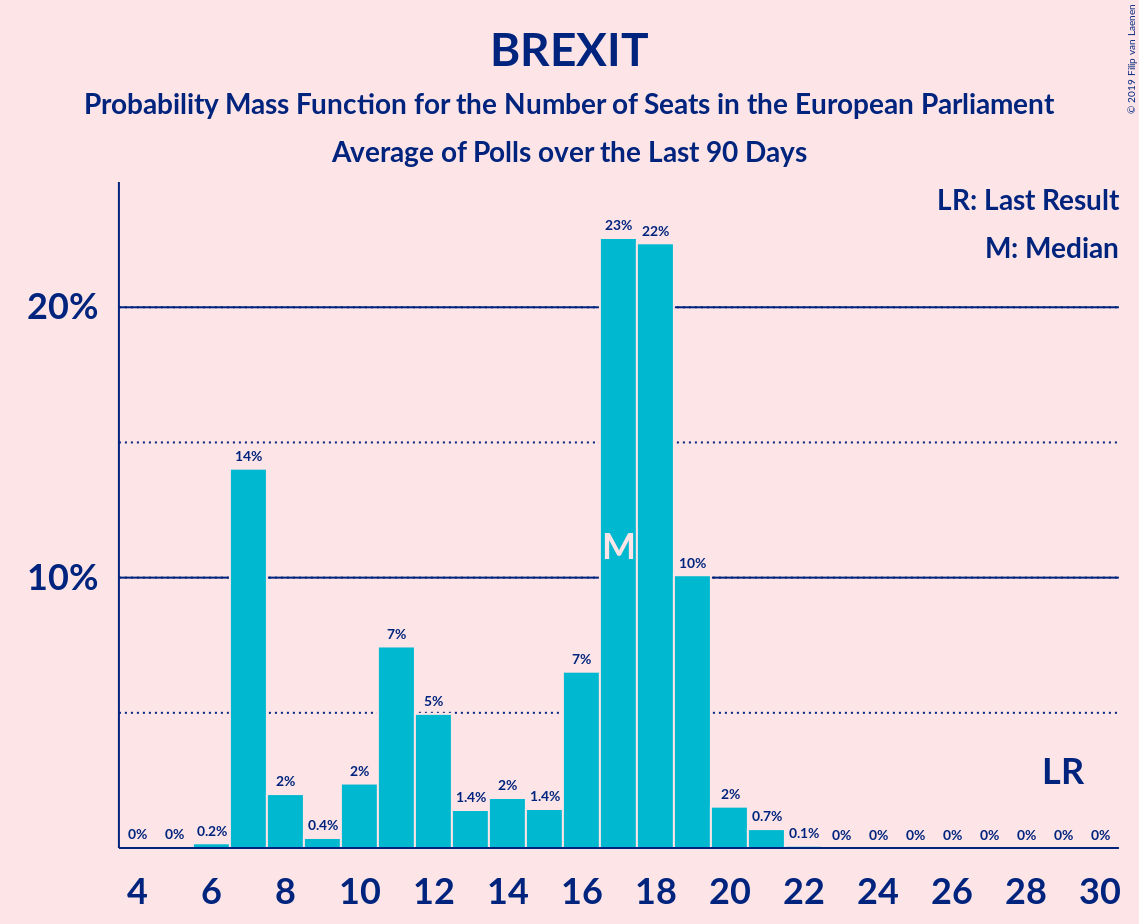 BREXIT
Probability Mass Function for the Number of Seats in the European Parliament
Average of Polls over the Last 90 Days
© 2019 Filip van Laenen
LR: Last Result
M: Median
20%
10%
0% 0% 0.2% 14% 2% 0.4% 2% 7% 5% 1.4% 2% 1.4% 7% 23% 22% 10% 2% 0.7% 0.1% 0% 0% 0% 0% 0% 0% 0% 0%
M
LR
4 6 8 10 12 14 16 18 20 22 24 26 28 30